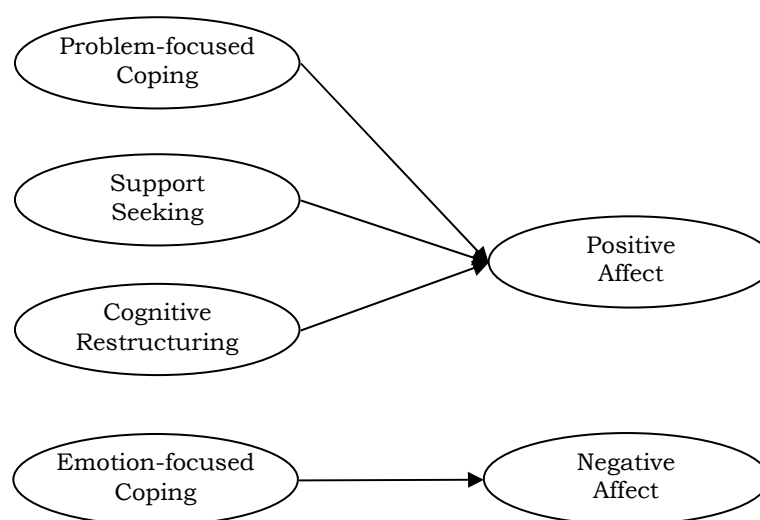 Problem-focused
Coping
Support
Seeking
Cognitive
Restructuring
Positive
Affect
Emotion-focused
Coping
Negative
Affect